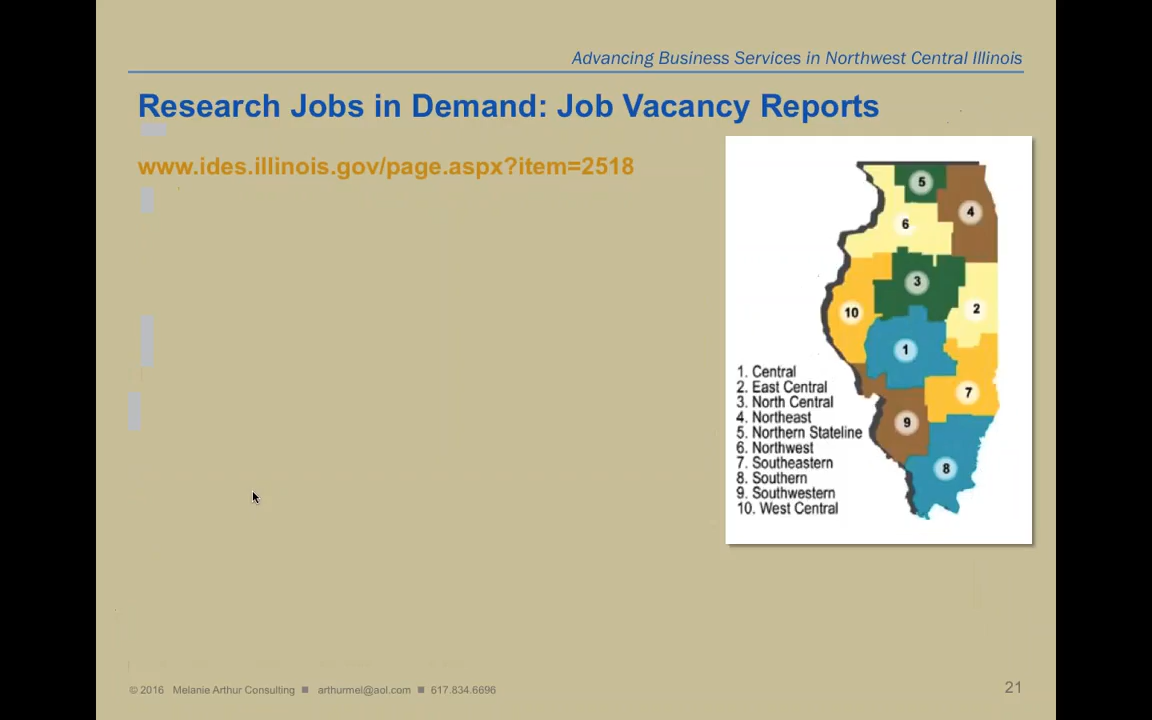 Advancing Business Services in Northwest Central Illinois
Research Jobs in Demand: Job Vacancy Reports
www.ides.illinois.gov/page.aspx?item=2518
5
4
6
3
2
10
1
7
9
8
1. Central
2. East Central
3. North Central
4. Northeast
5. Northern Stateline
6. Northwest
7. Southeastern
8. Southern
9. Southwestern
10. West Central
© 2016 Melanie Arthur Consulting ■ arthurmel@aol.com ■ 617.834.6696
21